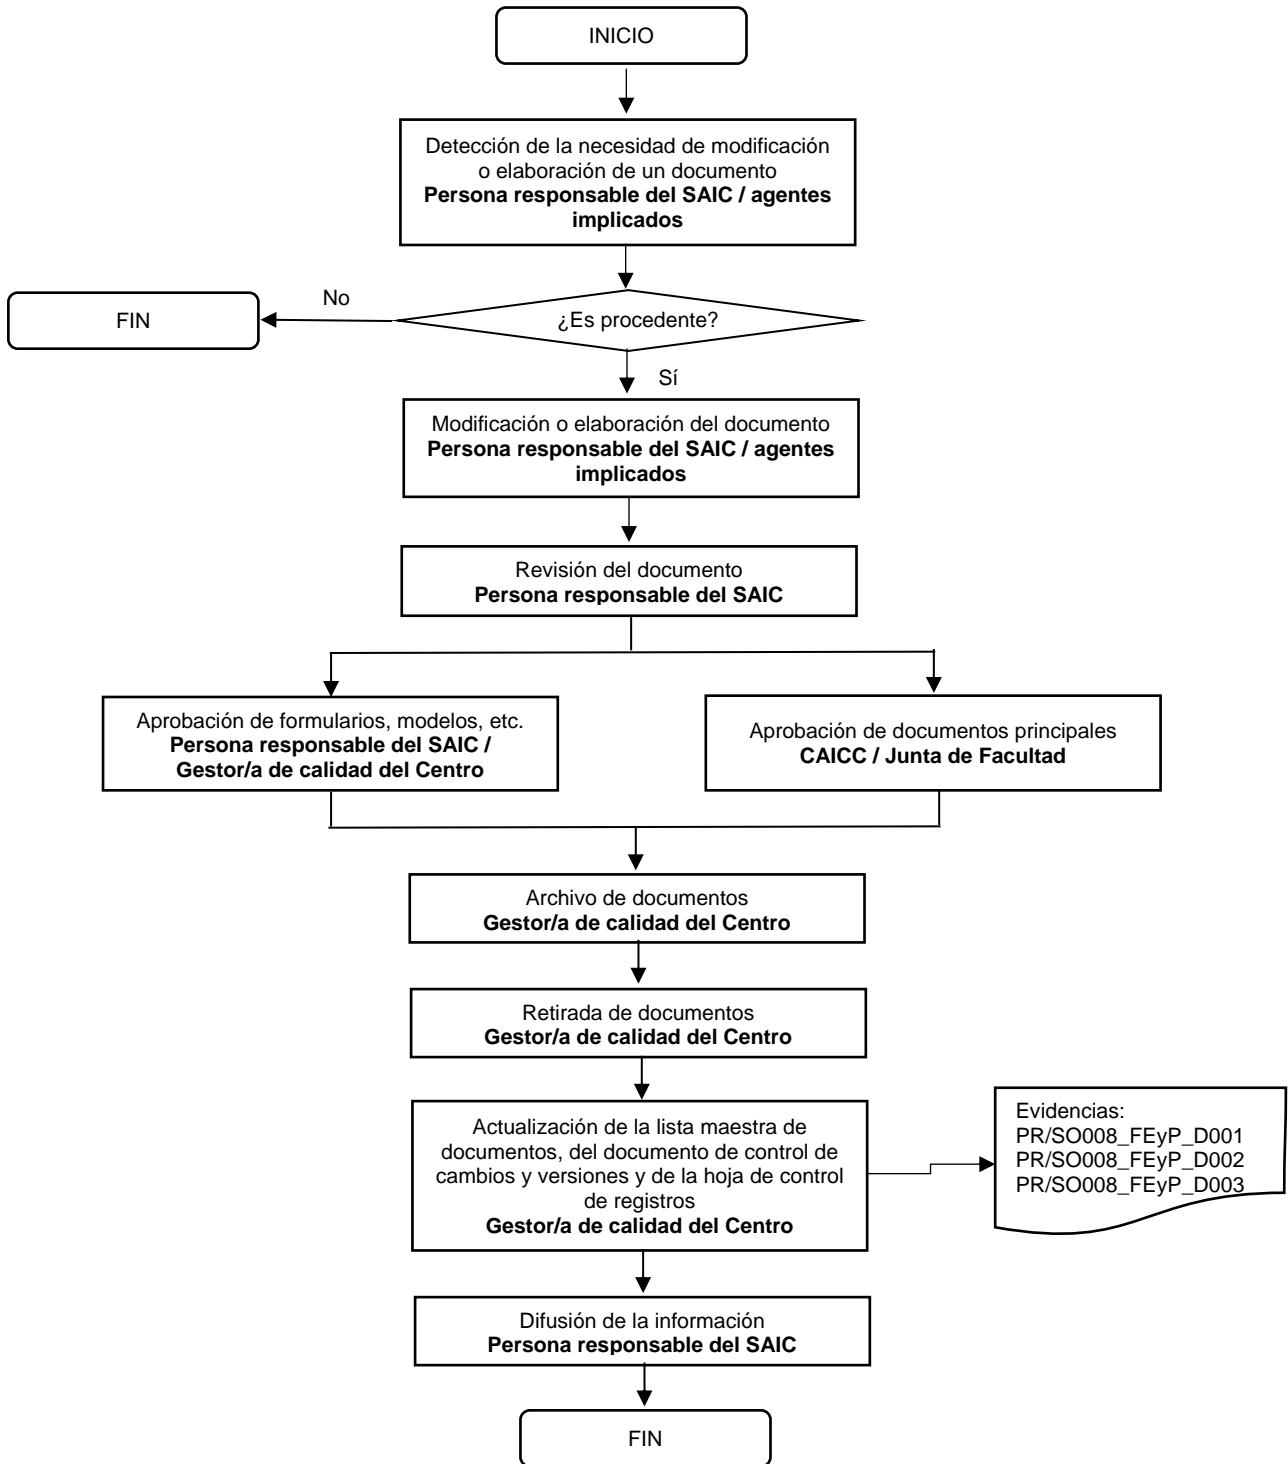 INICIO
Detección de la necesidad de modificación
o elaboración de un documento
Persona responsable del SAIC / agentes
implicados
No
FIN
¿Es procedente?
Sí
Modificación o elaboración del documento
Persona responsable del SAIC / agentes
implicados
Revisión del documento
Persona responsable del SAIC
Aprobación de formularios, modelos, etc.
Persona responsable del SAIC /
Gestor/a de calidad del Centro
Aprobación de documentos principales
CAICC / Junta de Facultad
Archivo de documentos
Gestor/a de calidad del Centro
Retirada de documentos
Gestor/a de calidad del Centro
Actualización de la lista maestra de
documentos, del documento de control de
cambios y versiones y de la hoja de control
de registros
Gestor/a de calidad del Centro
Evidencias:
PR/SO008_FEyP_D001
PR/SO008_FEyP_D002
PR/SO008_FEyP_D003
Difusión de la información
Persona responsable del SAIC
FIN